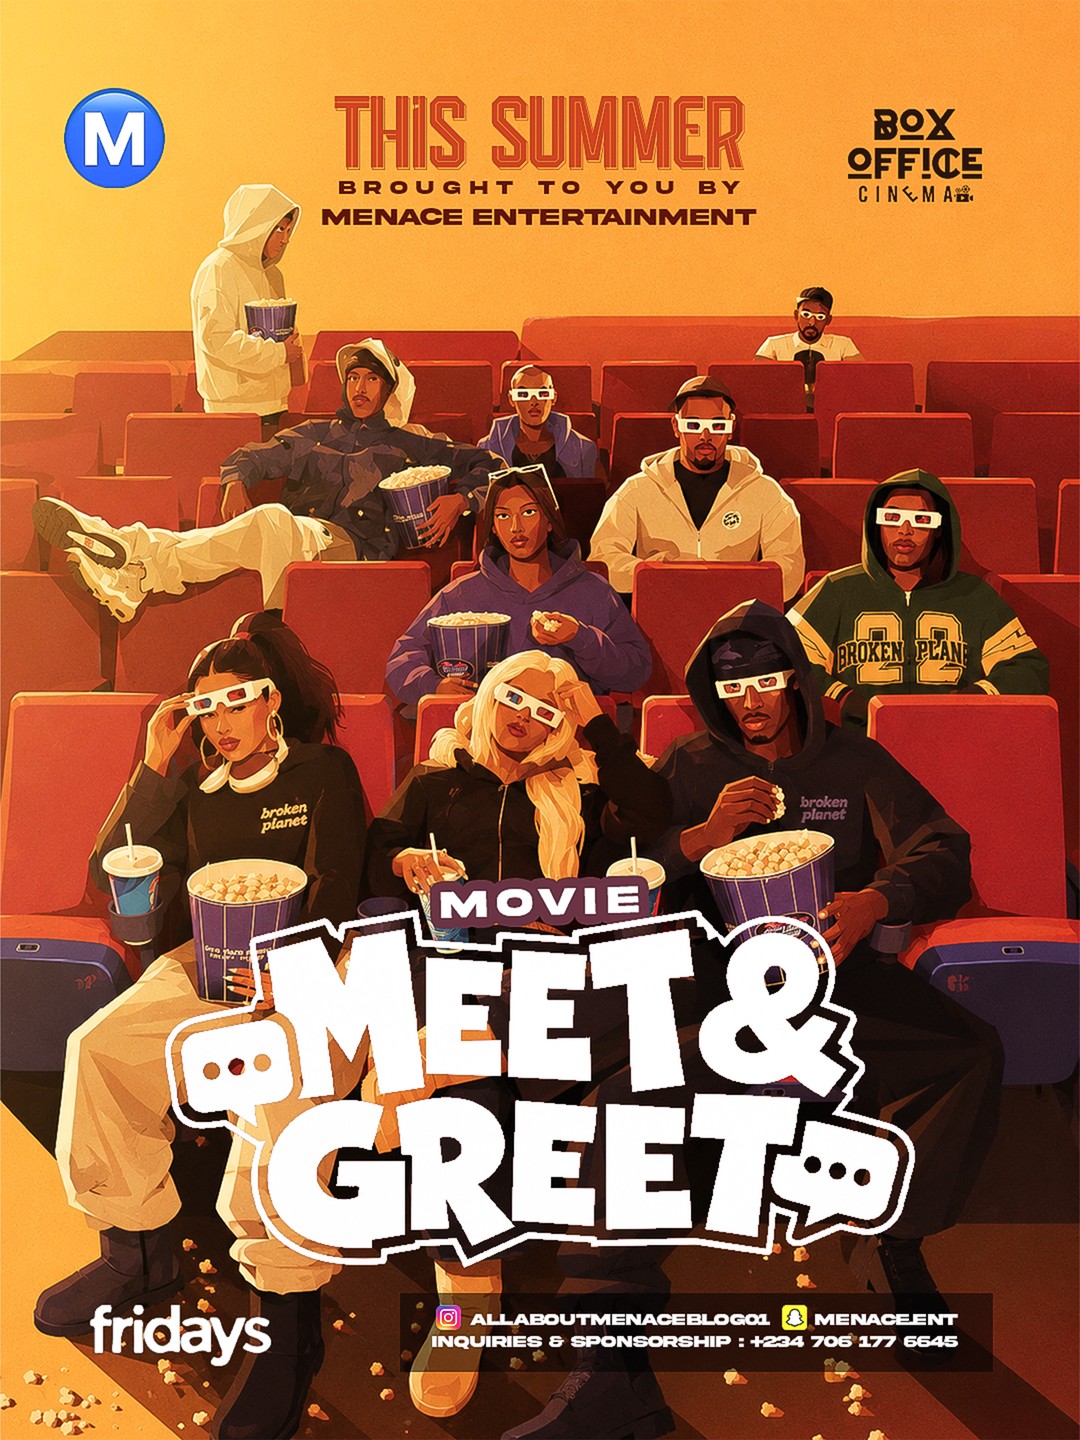 M
THIS SUMMER
BROUGHT TO YOU BY
MENACE ENTERTAINMENT
BOX
OFFICE
CINEMA
22
BROKEN PLANE
broken
planet
broken
planet
MOVIE
MEET &
GREET
fridays
ALLABOUTMENACEBLOG01 MENACE.ENT
INQUIRIES & SPONSORSHIP : +234 706 177 6645